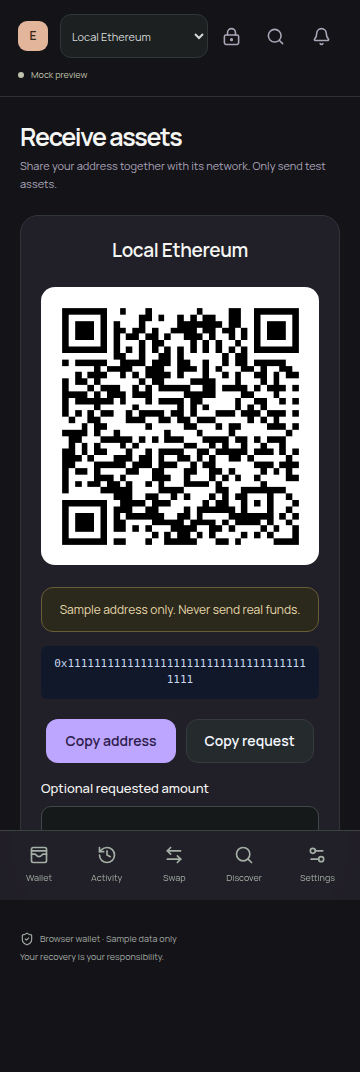 E
Local Ethereum
Mock preview
Receive assets
Share your address together with its network. Only send test
assets.
Local Ethereum
Sample address only. Never send real funds.
0x111111111111111111111111111111111111
1111
Copy address
Copy request
Optional requested amount
Wallet
Activity
Swap
Discover
Settings
Browser wallet · Sample data only
Your recovery is your responsibility.